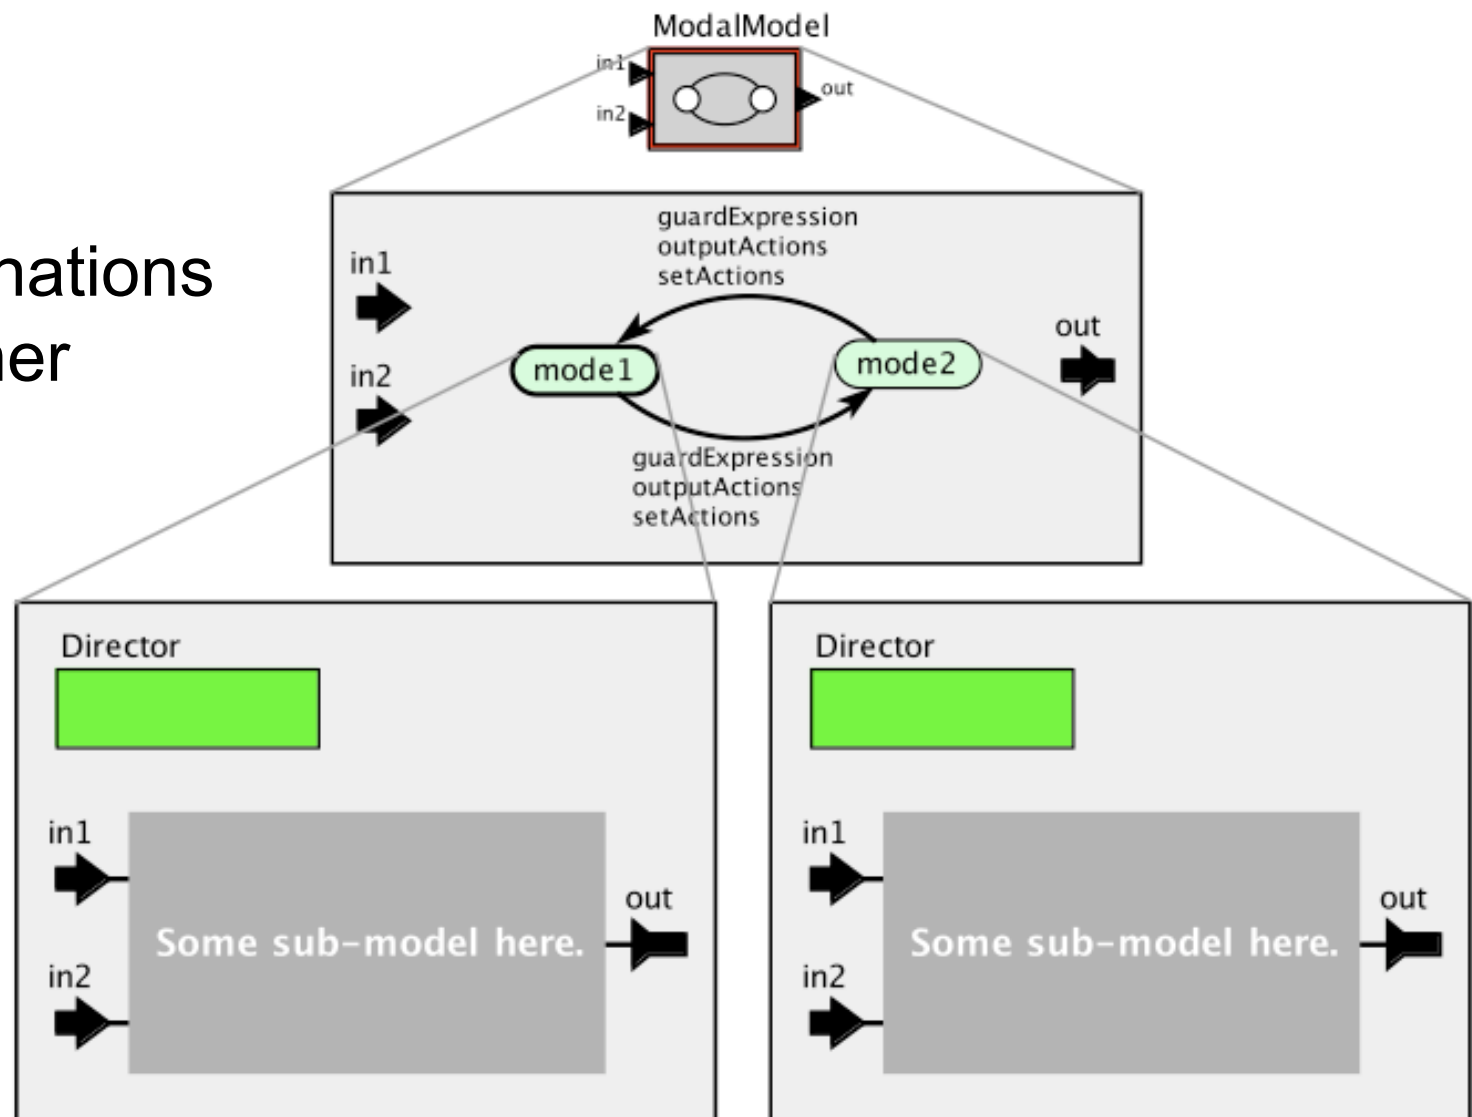 ModalModel
in1
in2
out
nations
ner
guardExpression
outputActions
setActions
in1
in2
mode1
mode2
out
guardExpression
outputActions
setActions
Director
in1
in2
Some sub-model here.
out
Director
in1
in2
Some sub-model here.
out